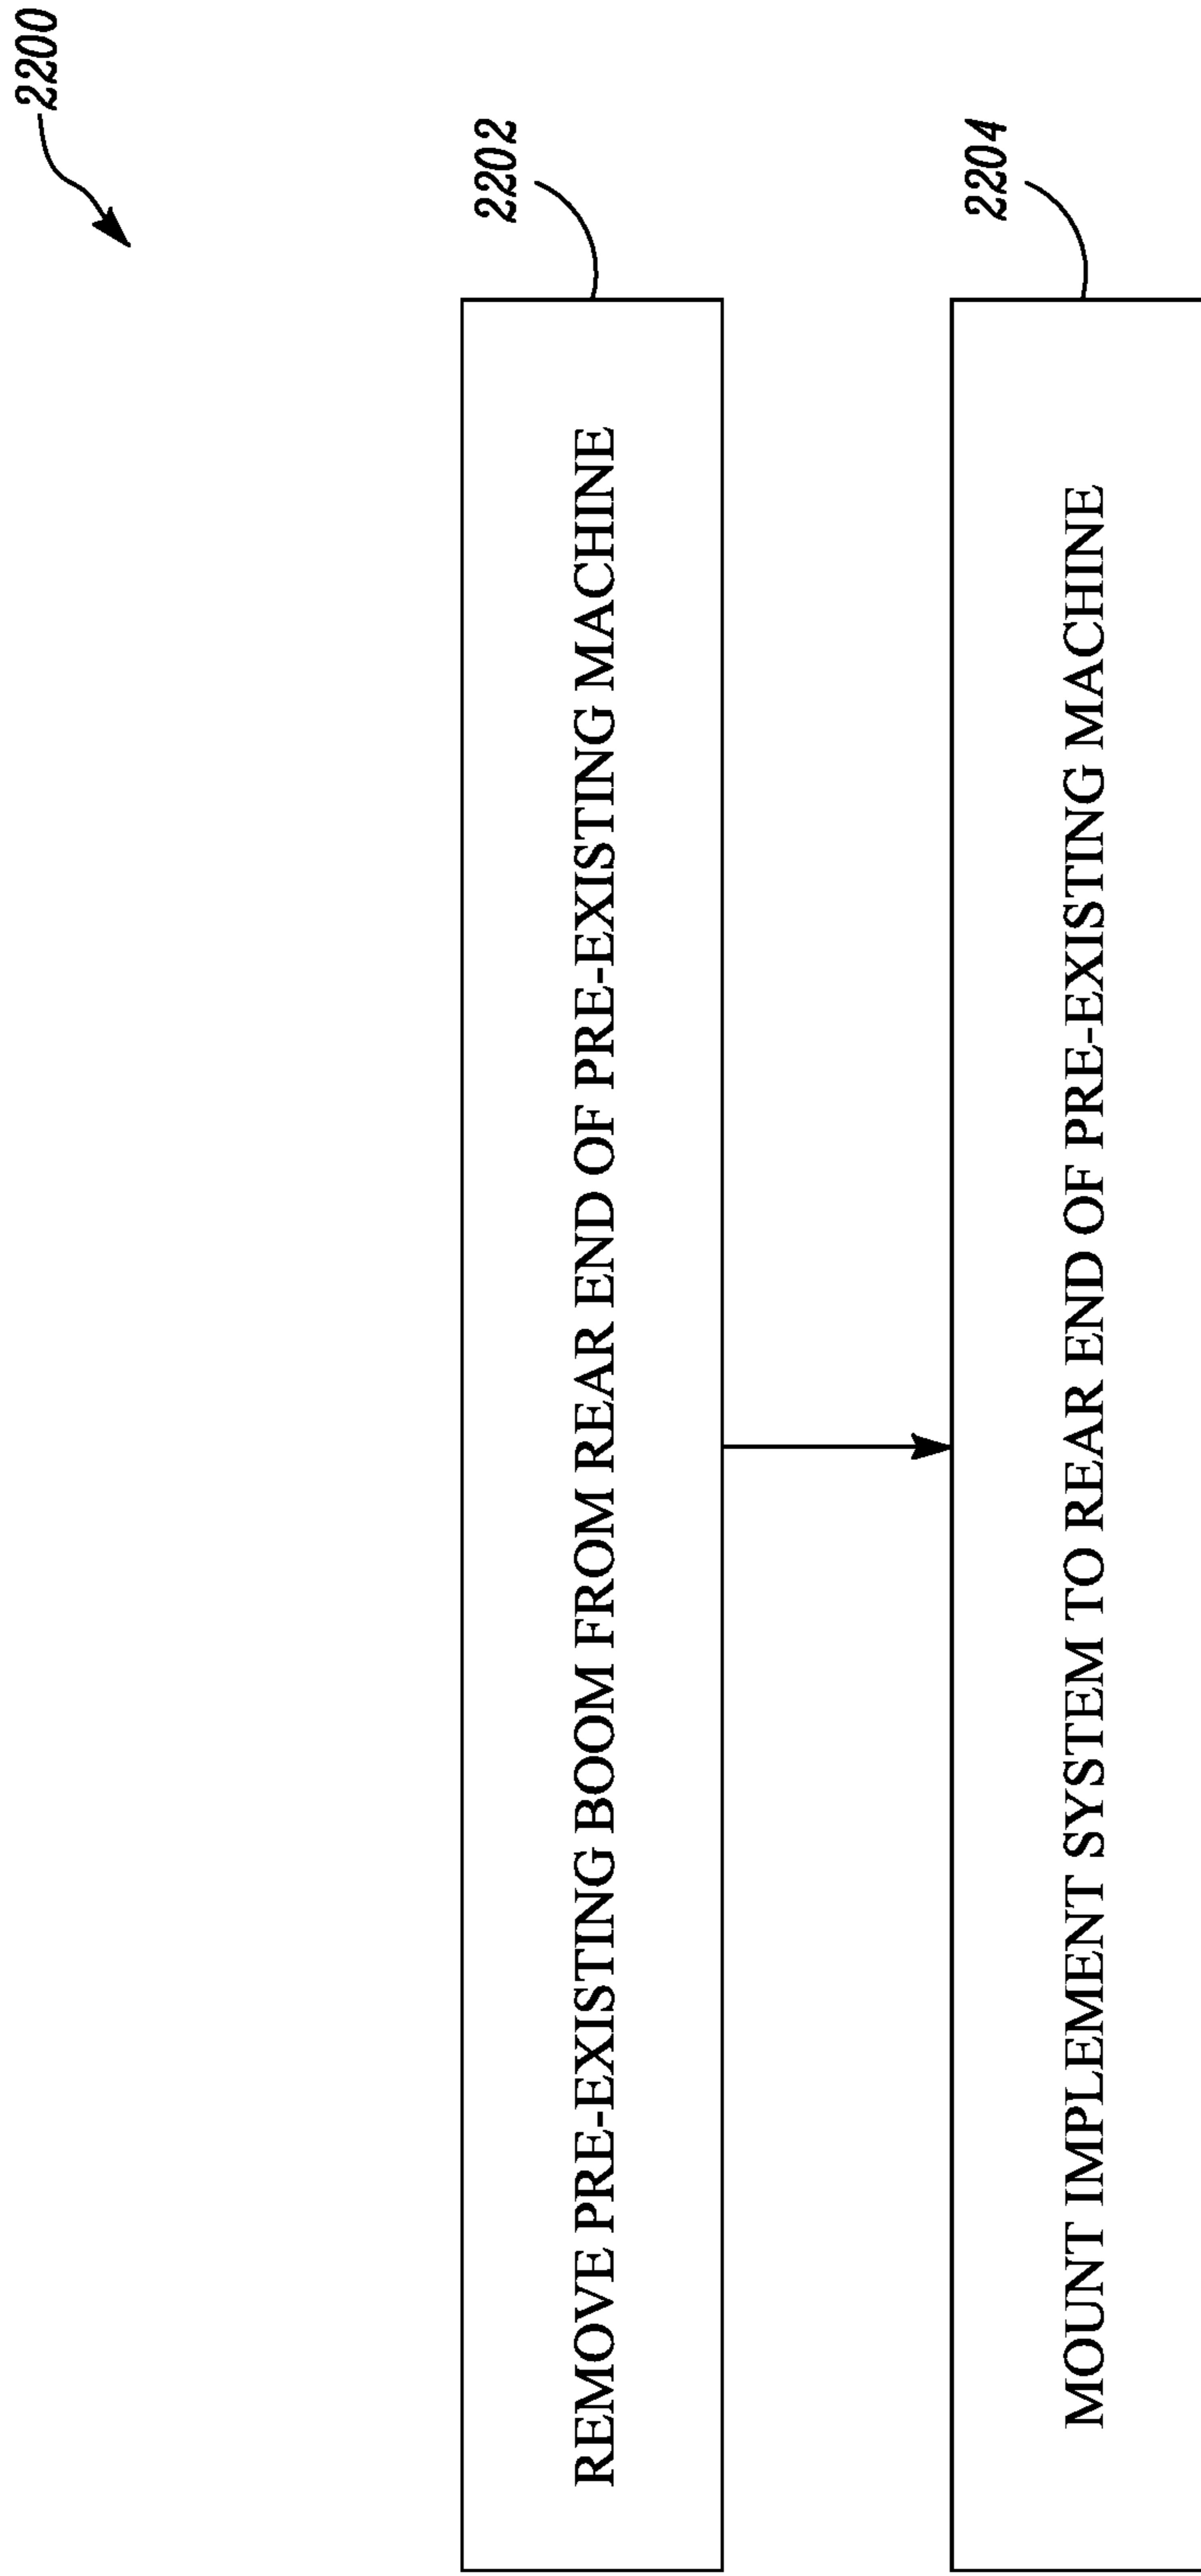 2200
2202
REMOVE PRE-EXISTING BOOM FROM REAR END OF PRE-EXISTING MACHINE
2204
MOUNT IMPLEMENT SYSTEM TO REAR END OF PRE-EXISTING MACHINE